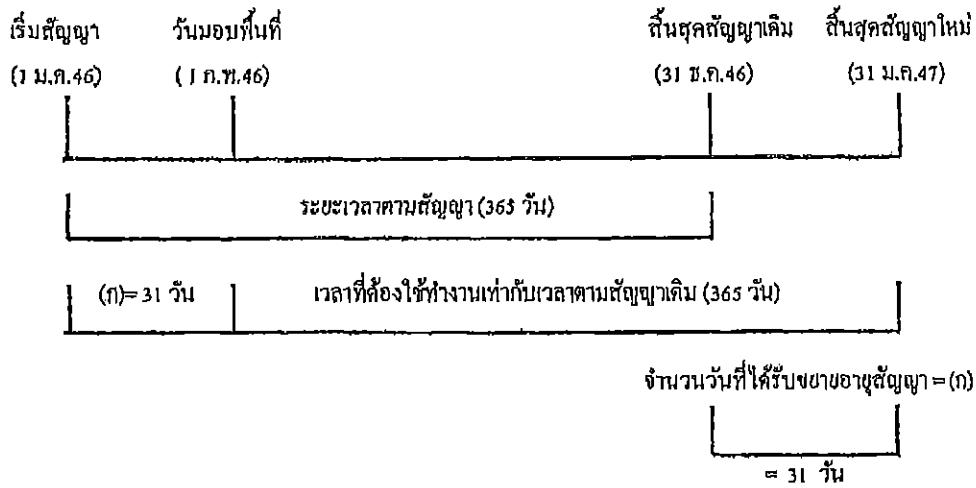 เริ่มสัญญา วันมอบพื้นที่ สิ้นสุดสัญญาเดิม สิ้นสุดสัญญาใหม่
(1 ม.ค.46) (1 ก.พ.46) (31 ธ.ค.46) (31 ม.ค.47)
ระยะเวลาตามสัญญา (365 วัน)
(ก)= 31 วัน เวลาที่ต้องใช้ทำงานเท่ากับเวลาตามสัญญาเดิม (365 วัน)
จำนวนวันที่ได้รับขยายอายุสัญญา = (ก)
= 31 วัน